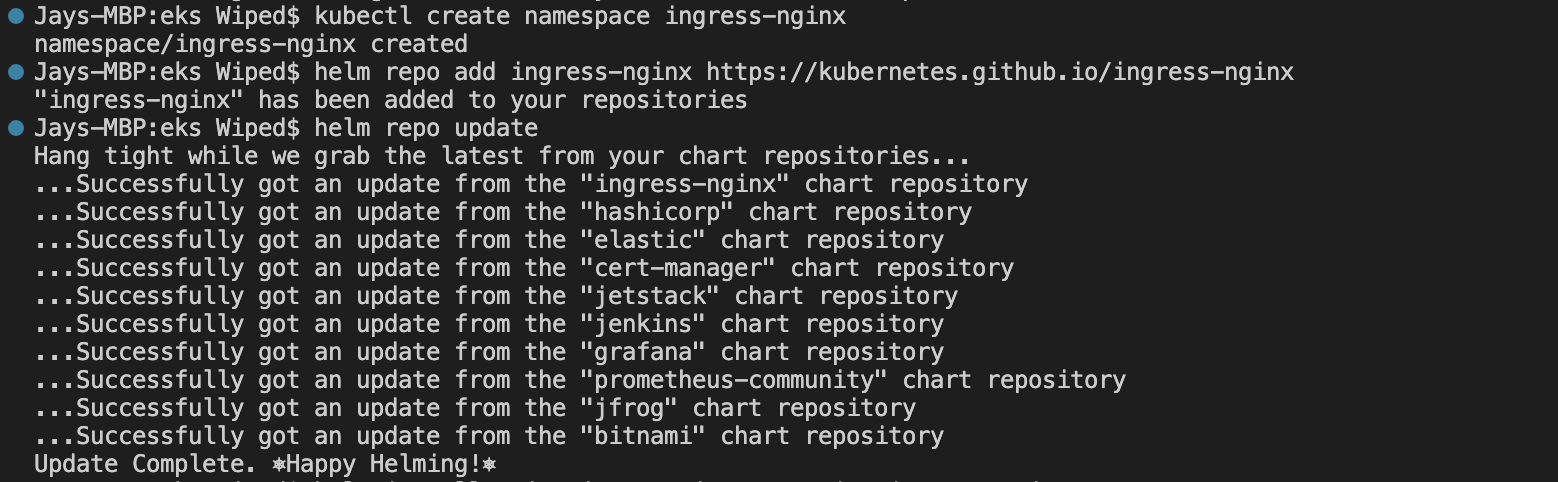 Jays-MBP:eks Wiped$ kubectl create namespace ingress-nginx
namespace/ingress-nginx created
Jays-MBP:eks Wiped$ helm repo add ingress-nginx https://kubernetes.github.io/ingress-nginx
"ingress-nginx" has been added to your repositories
Jays-MBP:eks Wiped$ helm repo update
Hang tight while we grab the latest from your chart repositories...
...Successfully got an update from the "ingress-nginx" chart repository
...Successfully got an update from the "hashicorp" chart repository
...Successfully got an update from the "elastic" chart repository
...Successfully got an update from the "cert-manager" chart repository
...Successfully got an update from the "jetstack" chart repository
...Successfully got an update from the "jenkins" chart repository
...Successfully got an update from the "grafana" chart repository
...Successfully got an update from the "prometheus-community" chart repository
...Successfully got an update from the "jfrog" chart repository
...Successfully got an update from the "bitnami" chart repository
Update Complete. ⎈Happy Helming!⎈